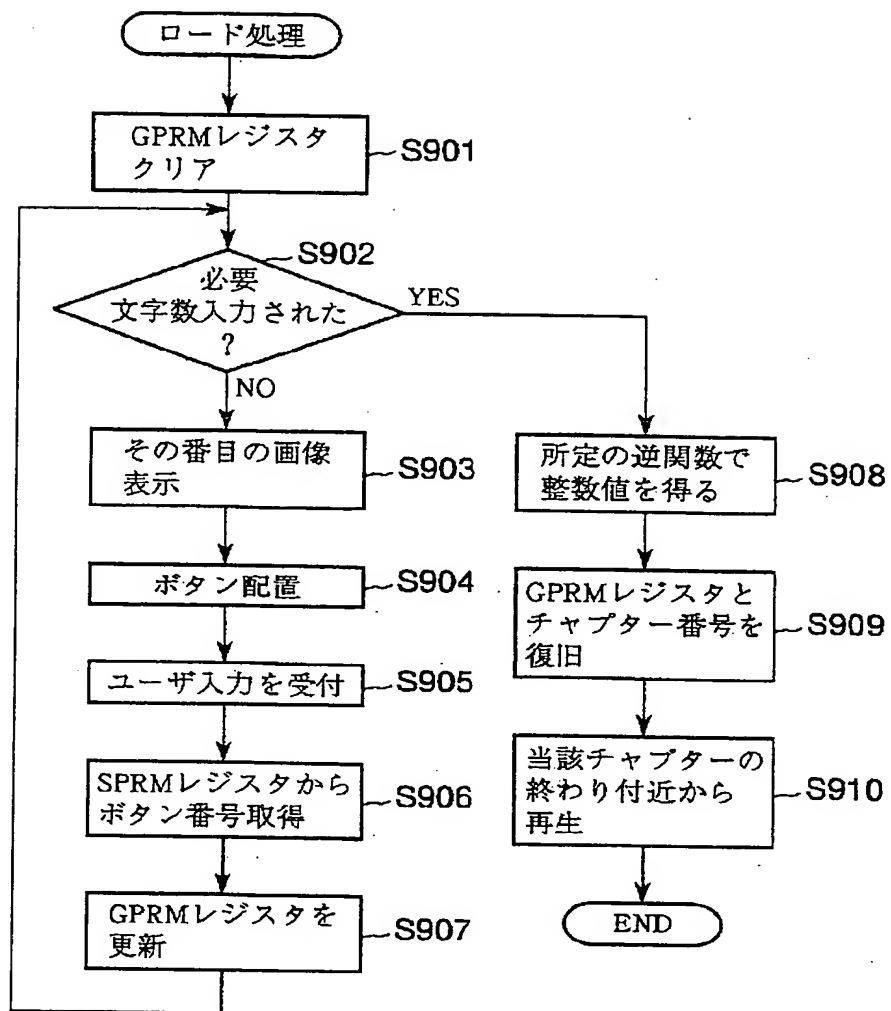 ロード処理
GPRMレジスタ
クリア
S901
S902
必要
文字数入力された
?
YES
NO
その番目の画像
表示
S903
ボタン配置
S904
ユーザ入力を受付
S905
SPRMレジスタから
ボタン番号取得
S906
GPRMレジスタを
更新
S907
所定の逆関数で
整数値を得る
S908
GPRMレジスタと
チャプター番号を
復旧
S909
当該チャプターの
終わり付近から
再生
S910
END